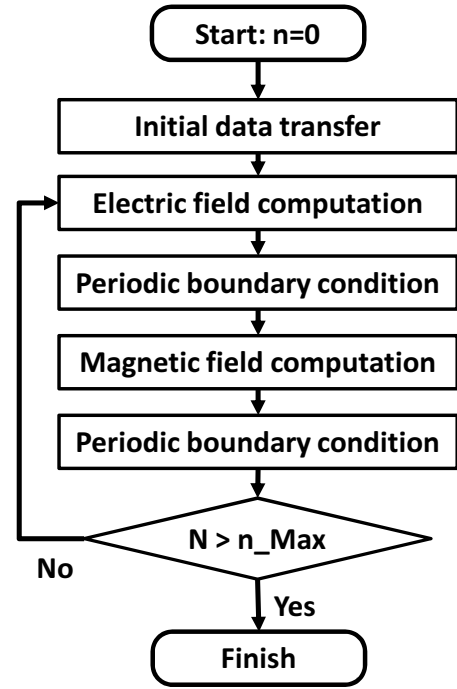 Start: n=0
Initial data transfer
Electric field computation
Periodic boundary condition
Magnetic field computation
Periodic boundary condition
N > n_Max
No
Yes
Finish